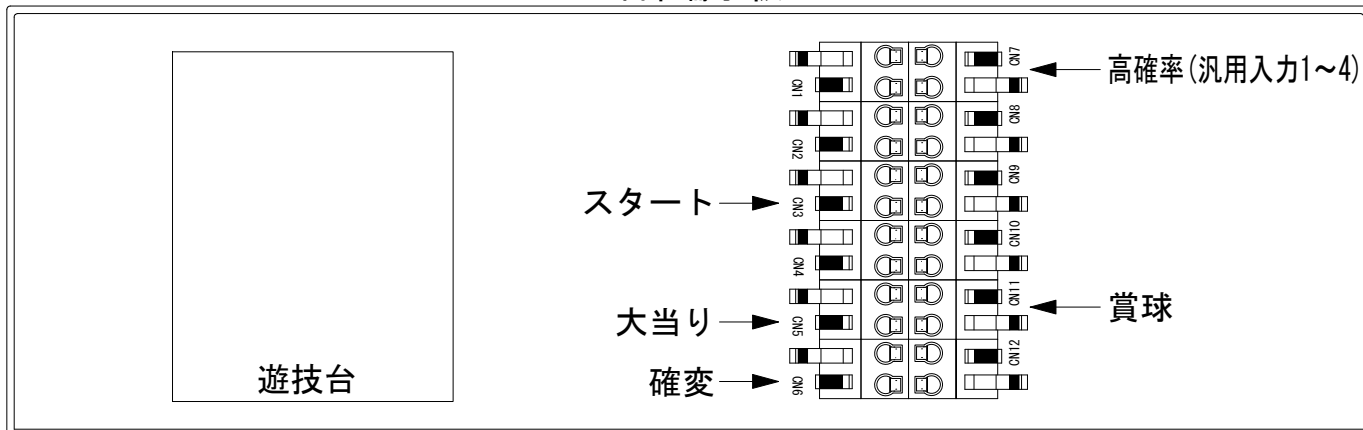 CN7
高確率(汎用入力1～4)
CN1
CN8
CN2
CN9
スタート
CN3
CN10
CN4
CN11
賞球
大当り
CN5
CN12
遊技台
確変
CN6